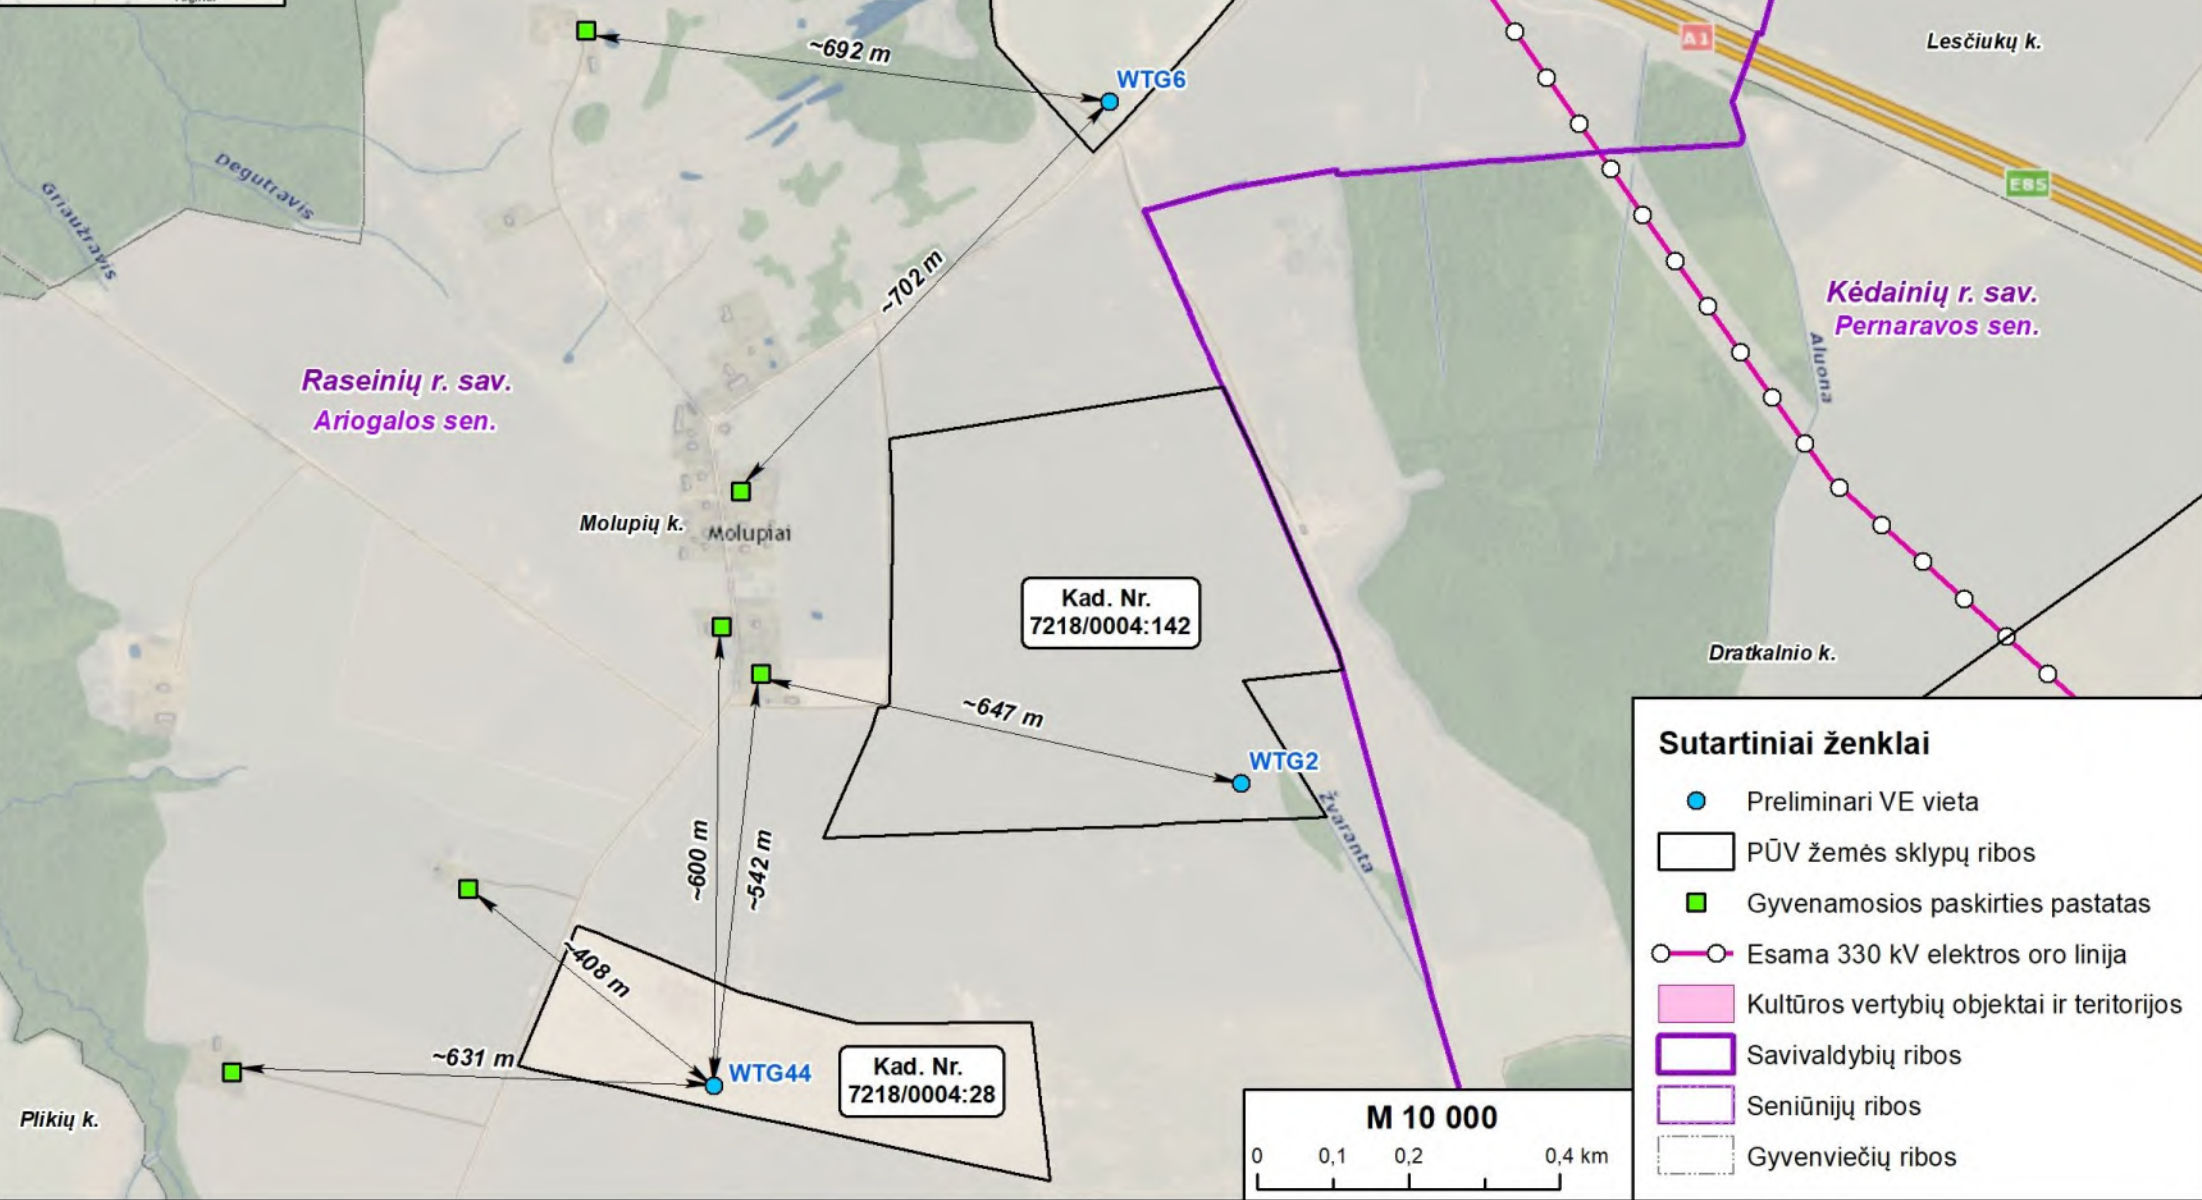 ~692 m
WTG6
A1
Lesčiukų k.
Degutravis
Griaužravis
E85
~702 m
Kėdainių r. sav.
Pernaravos sen.
Aluona
Raseinių r. sav.
Ariogalos sen.
Molupių k.
Molupiai
Kad. Nr.
7218/0004:142
Dratkalnio k.
~647 m
WTG2
Žvaranta
~600 m
~542 m
~408 m
~631 m
WTG44
Kad. Nr.
7218/0004:28
Plikių k.
M 10 000
0 0,1 0,2 0,4 km
Sutartiniai ženklai
Preliminari VE vieta
PŪV žemės sklypų ribos
Gyvenamosios paskirties pastatas
Esama 330 kV elektros oro linija
Kultūros vertybių objektai ir teritorijos
Savivaldybių ribos
Seniūnijų ribos
Gyvenviečių ribos